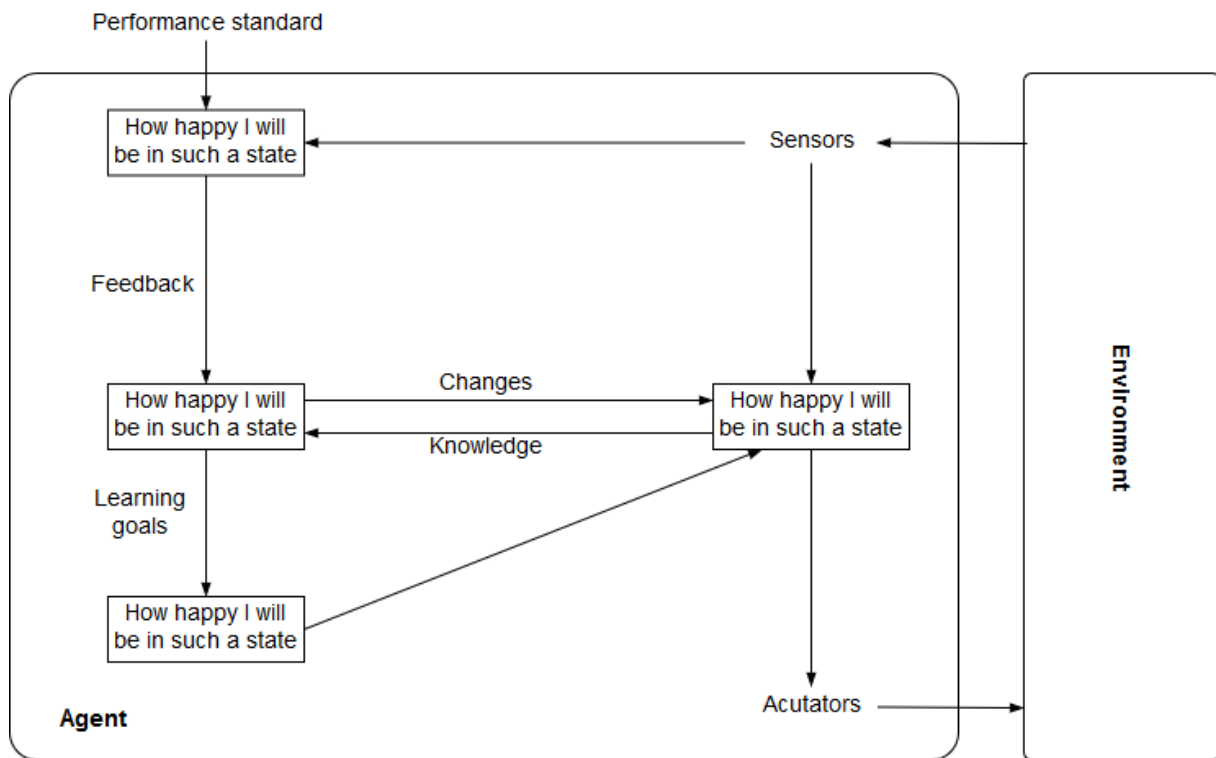 Performance standard
How happy I will
be in such a state
Sensors
Feedback
How happy I will
be in such a state
Changes
Knowledge
How happy I will
be in such a state
Environment
Learning
goals
How happy I will
be in such a state
Agent
Acutators